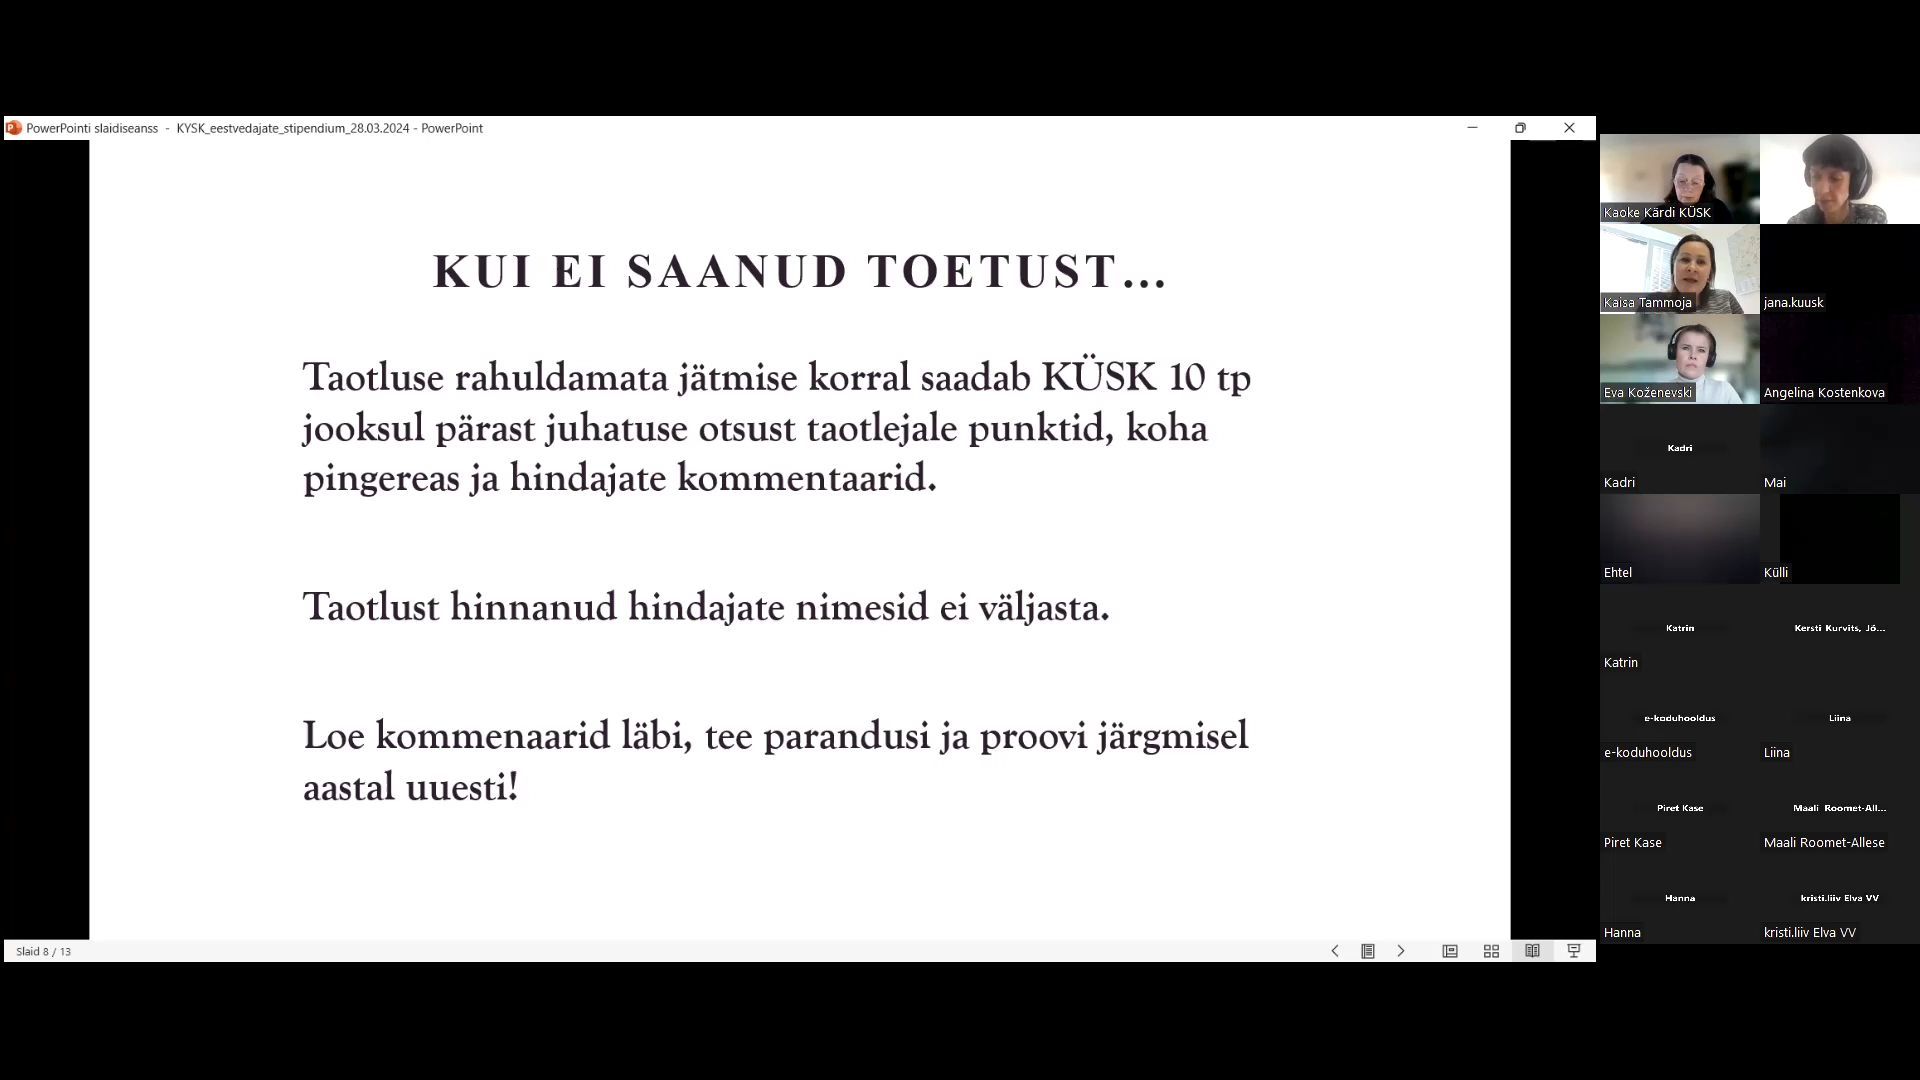 PowerPointi slaidiseanss - KYSK_eestvedajate_stipendium_28.03.2024 - PowerPoint
KUI EI SAANUD TOETUST...
Taotluse rahuldamata jätmise korral saadab KÜSK 10 tp
jooksul pärast juhatuse otsust taotlejale punktid, koha
pingereas ja hindajate kommentaarid.
Taotlust hinnanud hindajate nimesid ei väljasta.
Loe kommenaarid läbi, tee parandusi ja proovi järgmisel
aastal uuesti!
Slaid 8 / 13
Kaoke Kärdi KÜSK
Kaisa Tammoja
jana.kuusk
Eva Koženevski
Angelina Kostenkova
Kadri
Kadri
Mai
Ehtel
Külli
Katrin
Kersti Kurvits, Jõ...
Katrin
e-koduhooldus
Liina
e-koduhooldus
Liina
Piret Kase
Maali Roomet-All...
Piret Kase
Maali Roomet-Allese
Hanna
kristi.liiv Elva VV
Hanna
kristi.liiv Elva VV